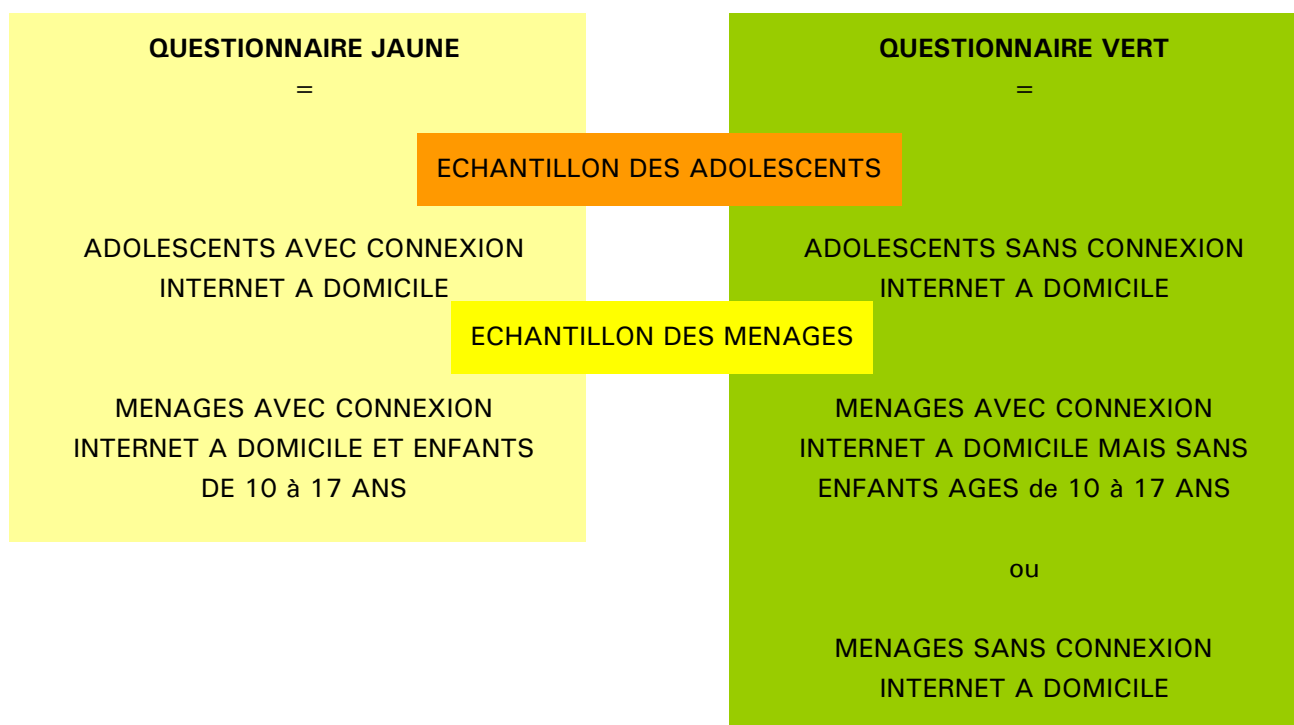 QUESTIONNAIRE JAUNE
=
QUESTIONNAIRE VERT
=
ECHANTILLON DES ADOLESCENTS
ADOLESCENTS AVEC CONNEXION
INTERNET A DOMICILE
ADOLESCENTS SANS CONNEXION
INTERNET A DOMICILE
ECHANTILLON DES MENAGES
MENAGES AVEC CONNEXION
INTERNET A DOMICILE ET ENFANTS
DE 10 à 17 ANS
MENAGES AVEC CONNEXION
INTERNET A DOMICILE MAIS SANS
ENFANTS AGES de 10 à 17 ANS
ou
MENAGES SANS CONNEXION
INTERNET A DOMICILE